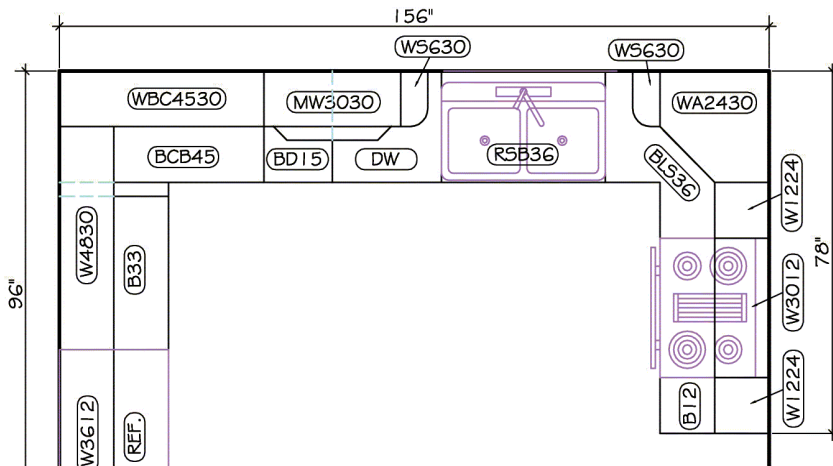 156"
WS630
WS630
WBC4530
MW3030
WA2430
BCB45
BD15
DW
RSB36
BLS36
W1224
W4830
B33
78"
96"
W3012
W1224
B12
W3612
REF.